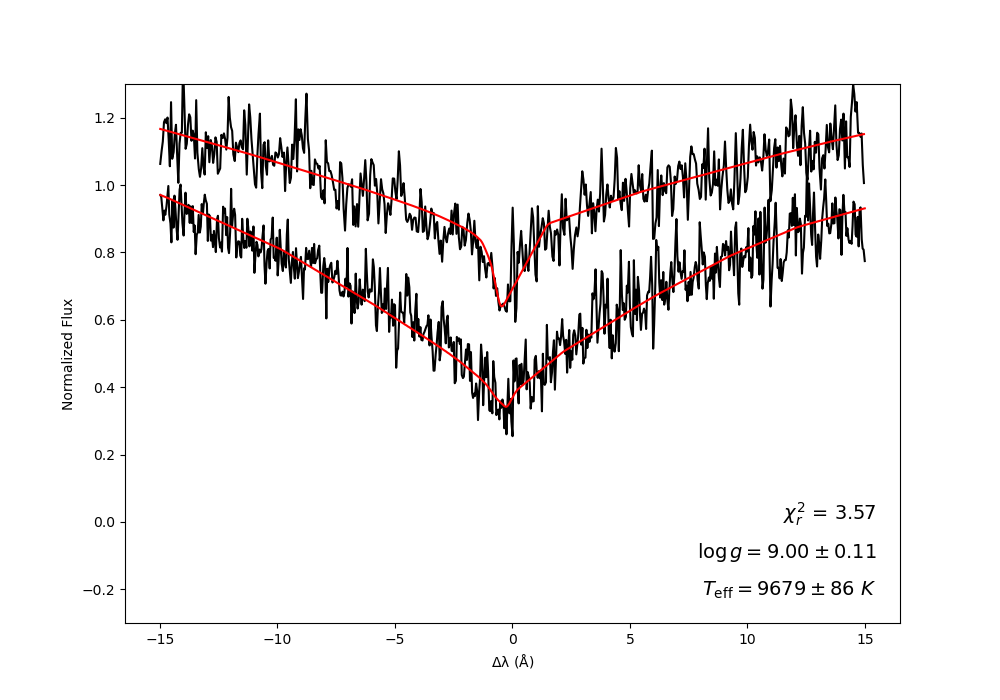 1.2
1.0
0.8
0.6
0.4
0.2
0.0
−0.2
Normalized Flux
χ²ᵣ = 3.57
log g = 9.00 ± 0.11
T_eff = 9679 ± 86 K
−15 −10 −5 0 5 10 15
Δλ (Å)